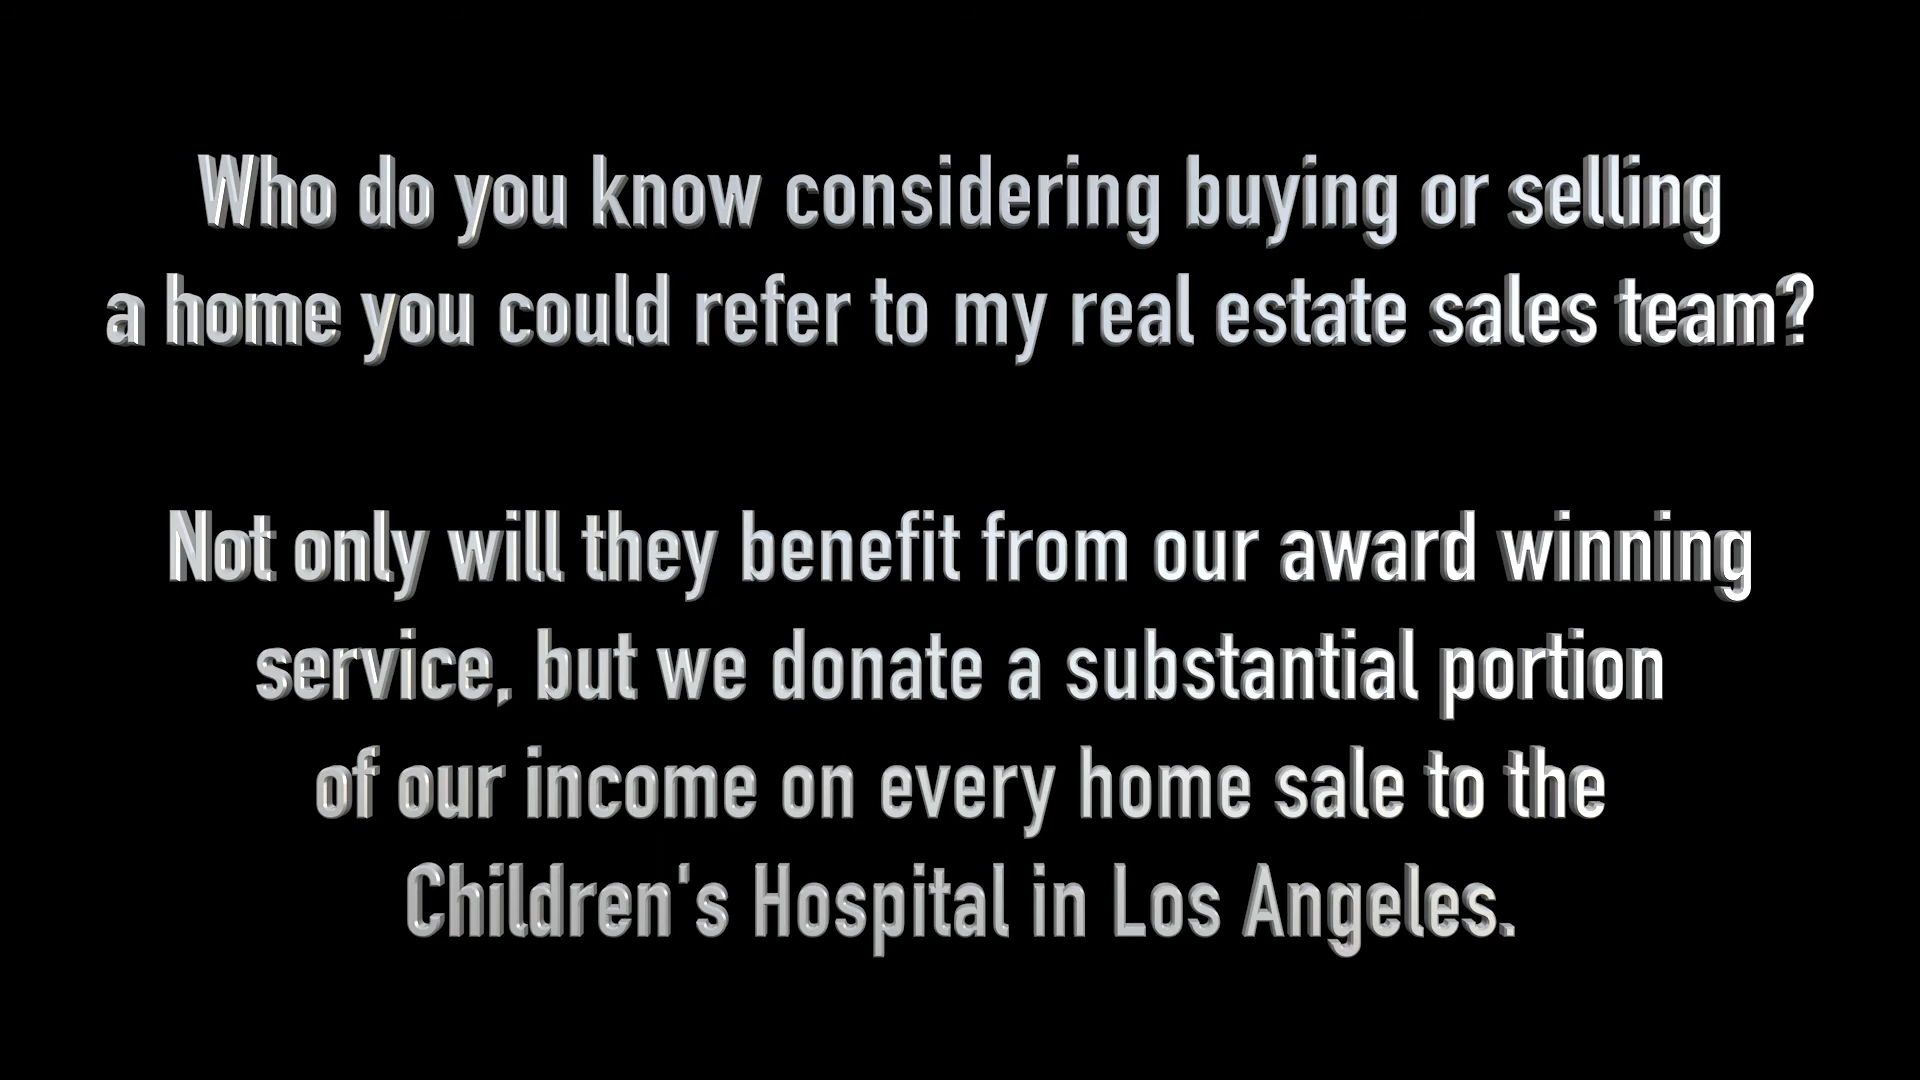 Who do you know considering buying or selling
a home you could refer to my real estate sales team?
Not only will they benefit from our award winning
service, but we donate a substantial portion
of our income on every home sale to the
Children's Hospital in Los Angeles.